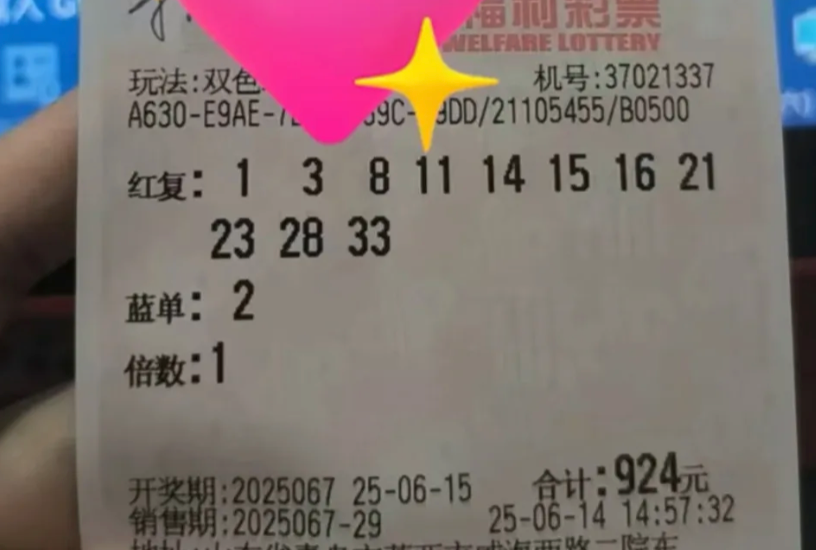 福利彩票
WELFARE LOTTERY
玩法:双色 机号:37021337
A630-E9AE-7 69C- 9DD/21105455/B0500
红复: 1 3 8 11 14 15 16 21
23 28 33
蓝单: 2
倍数:1
开奖期:2025067 25-06-15 合计:924元
销售期:2025067-29 25-06-14 14:57:32